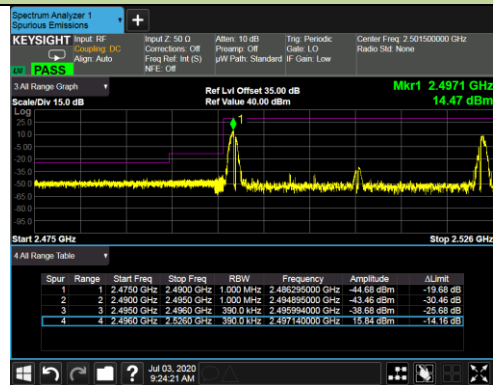 Spectrum Analyzer 1
Spurious Emissions
KEYSIGHT Input: RF Input Z: 50 Ω Atten: 10 dB Trig: Periodic Center Freq: 2.501500000 GHz
Coupling: DC Corrections: Off Preamp: Off Gate: LO Radio Std: None
Align: Auto Freq Ref: Int (S) µW Path: Standard IF Gain: Low
NFE: Off
LM PASS
3 All Range Graph
Ref Lvl Offset 35.00 dB Mkr1 2.4971 GHz
Scale/Div 15.0 dB Ref Value 40.00 dBm 14.47 dBm
Log
25.0
10.0
-5.00
-20.0
-35.0
-50.0
-65.0
-80.0
-95.0
1
Start 2.475 GHz Stop 2.526 GHz
4 All Range Table
Spur Range Start Freq Stop Freq RBW Frequency Amplitude ΔLimit
1 1 2.4750 GHz 2.4900 GHz 1.000 MHz 2.486295000 GHz -44.68 dBm -19.68 dB
2 2 2.4900 GHz 2.4950 GHz 1.000 MHz 2.494895000 GHz -43.46 dBm -30.46 dB
3 3 2.4950 GHz 2.4960 GHz 390.0 kHz 2.495994000 GHz -38.68 dBm -25.68 dB
4 4 2.4960 GHz 2.5260 GHz 390.0 kHz 2.497140000 GHz 15.84 dBm -14.16 dB
? Jul 03, 2020
9:24:21 AM